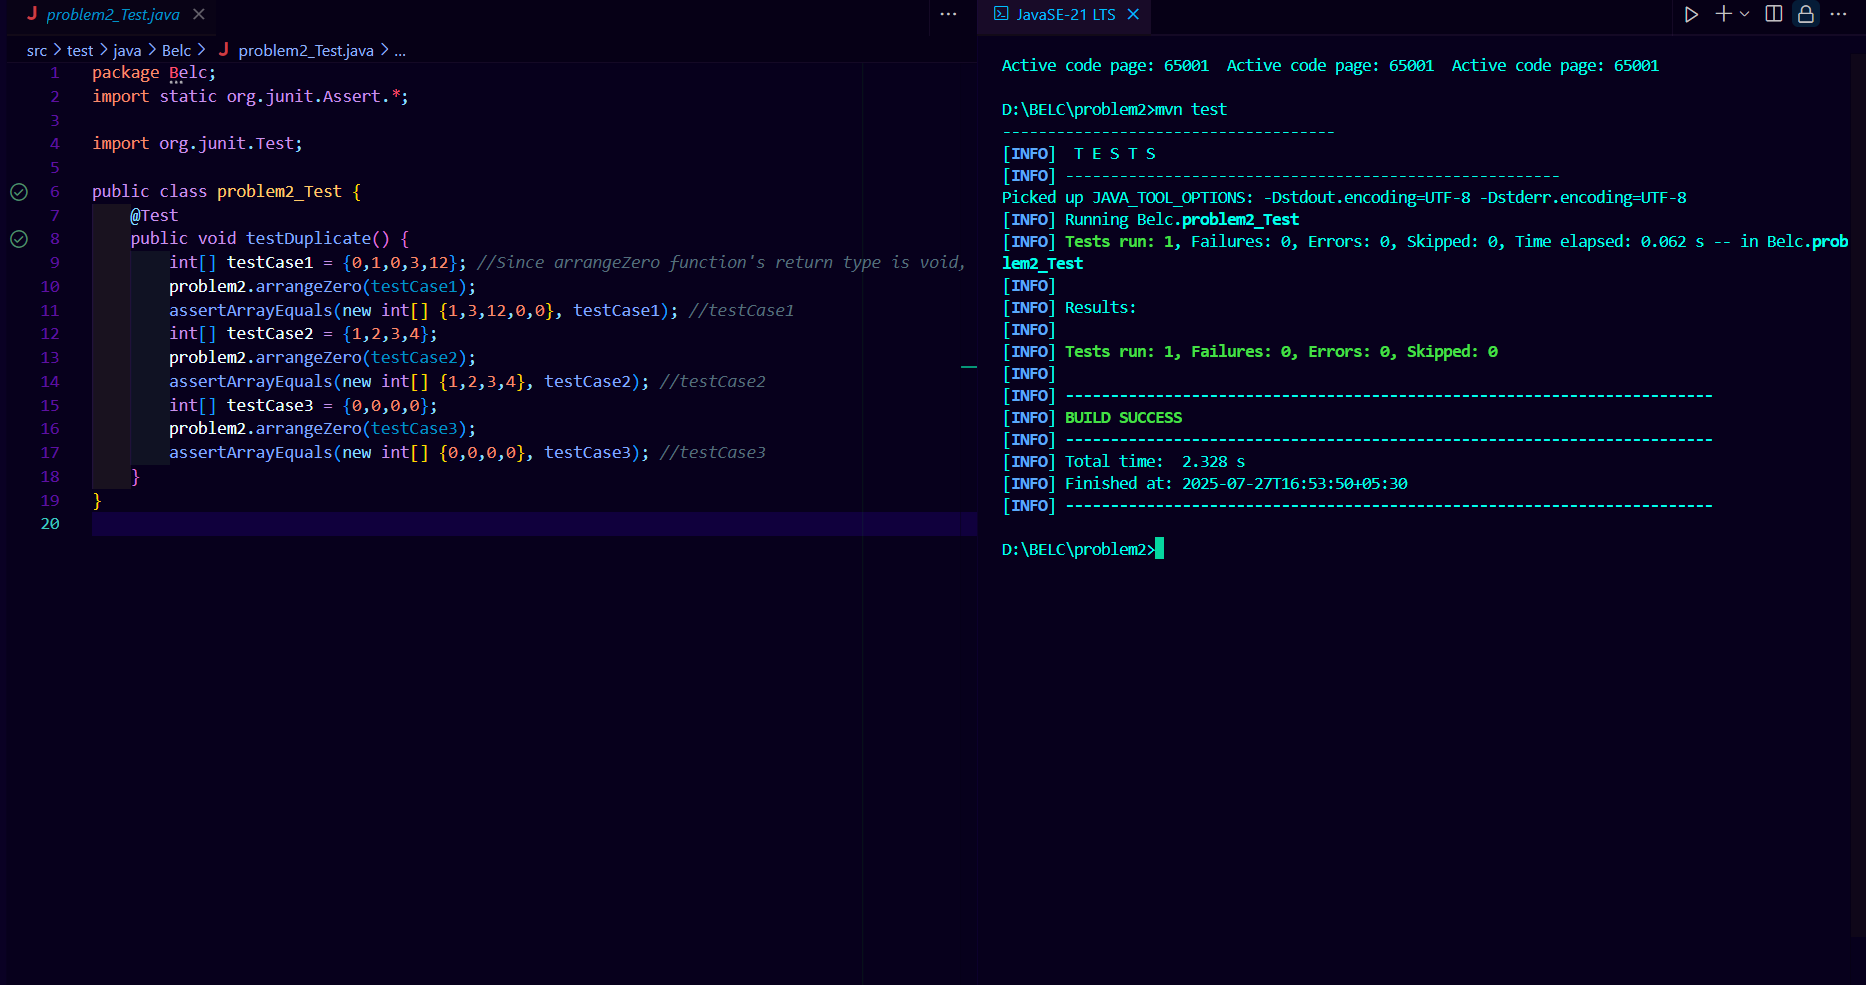 problem2_Test.java
src > test > java > Belc > problem2_Test.java > ...
1 package Belc;
2 import static org.junit.Assert.*;
3
4 import org.junit.Test;
5
6 public class problem2_Test {
7 @Test
8 public void testDuplicate() {
9 int[] testCase1 = {0,1,0,3,12}; //Since arrangeZero function's return type is void,
10 problem2.arrangeZero(testCase1);
11 assertArrayEquals(new int[] {1,3,12,0,0}, testCase1); //testCase1
12 int[] testCase2 = {1,2,3,4};
13 problem2.arrangeZero(testCase2);
14 assertArrayEquals(new int[] {1,2,3,4}, testCase2); //testCase2
15 int[] testCase3 = {0,0,0,0};
16 problem2.arrangeZero(testCase3);
17 assertArrayEquals(new int[] {0,0,0,0}, testCase3); //testCase3
18 }
19 }
20
JavaSE-21 LTS
Active code page: 65001 Active code page: 65001 Active code page: 65001
D:\BELC\problem2>mvn test
-------------------------------------
[INFO]  T E S T S
[INFO] -------------------------------------------------------
Picked up JAVA_TOOL_OPTIONS: -Dstdout.encoding=UTF-8 -Dstderr.encoding=UTF-8
[INFO] Running Belc.problem2_Test
[INFO] Tests run: 1, Failures: 0, Errors: 0, Skipped: 0, Time elapsed: 0.062 s -- in Belc.prob
lem2_Test
[INFO]
[INFO] Results:
[INFO]
[INFO] Tests run: 1, Failures: 0, Errors: 0, Skipped: 0
[INFO]
[INFO] ------------------------------------------------------------------------
[INFO] BUILD SUCCESS
[INFO] ------------------------------------------------------------------------
[INFO] Total time:  2.328 s
[INFO] Finished at: 2025-07-27T16:53:50+05:30
[INFO] ------------------------------------------------------------------------
D:\BELC\problem2>